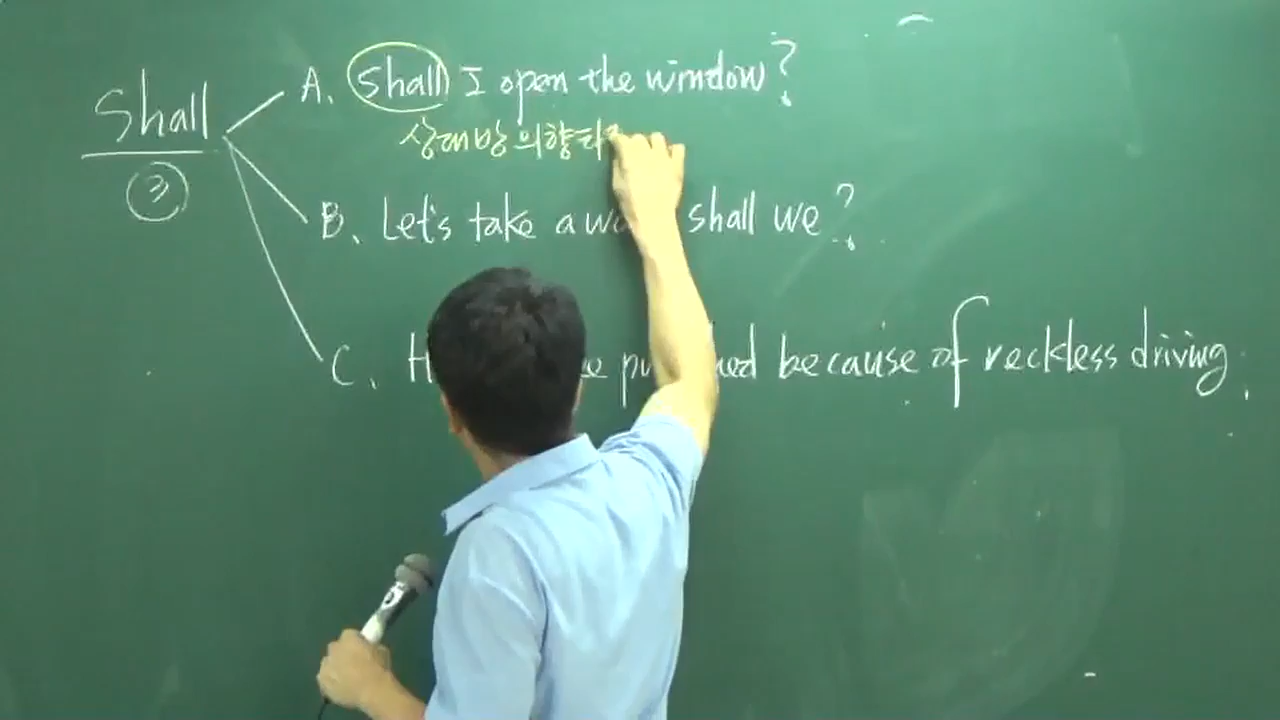 Shall
③
A. Shall I open the window?
상대방 의향 타
B. Let's take a shall we?
C. because of reckless driving.